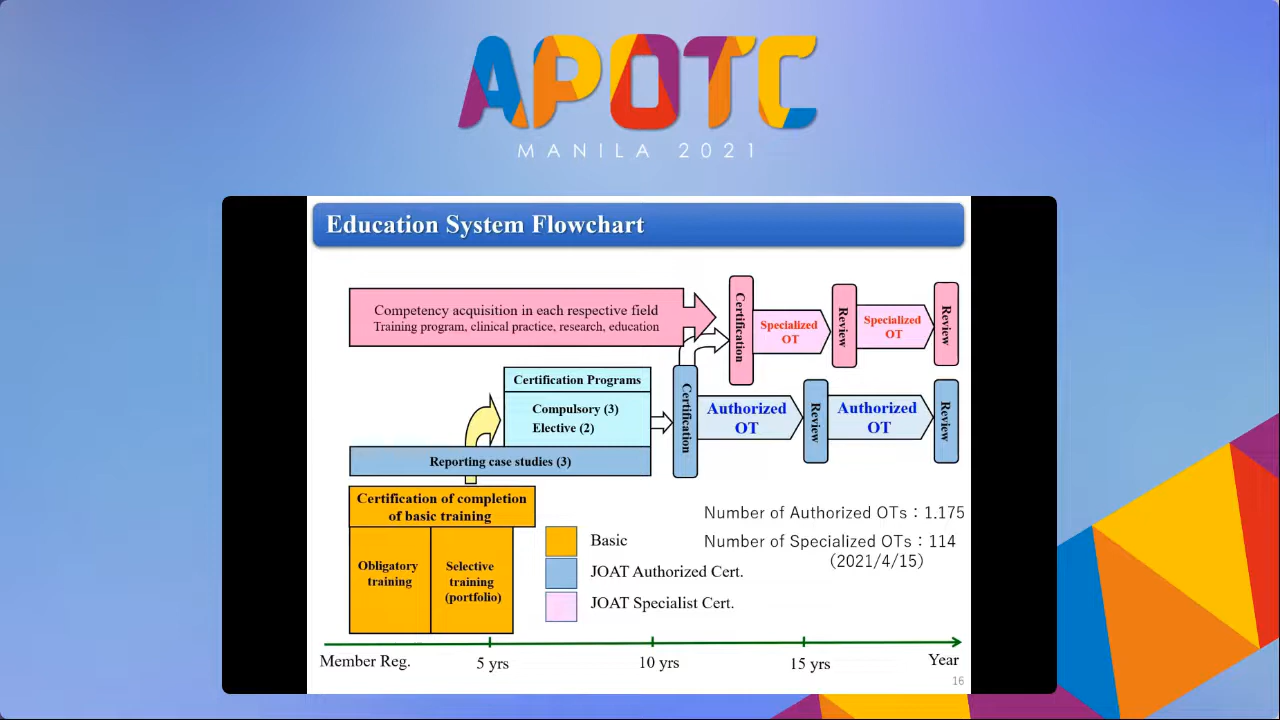 APOTC
MANILA 2021
Education System Flowchart
Competency acquisition in each respective field
Training program, clinical practice, research, education
Certification
Specialized
OT
Review
Specialized
OT
Review
Certification Programs
Compulsory (3)
Elective (2)
Reporting case studies (3)
Certification
Authorized
OT
Review
Authorized
OT
Review
Certification of completion
of basic training
Obligatory
training
Selective
training
(portfolio)
Basic
JOAT Authorized Cert.
JOAT Specialist Cert.
Number of Authorized OTs：1.175
Number of Specialized OTs：114
(2021/4/15)
Member Reg.
5 yrs
10 yrs
15 yrs
Year
16